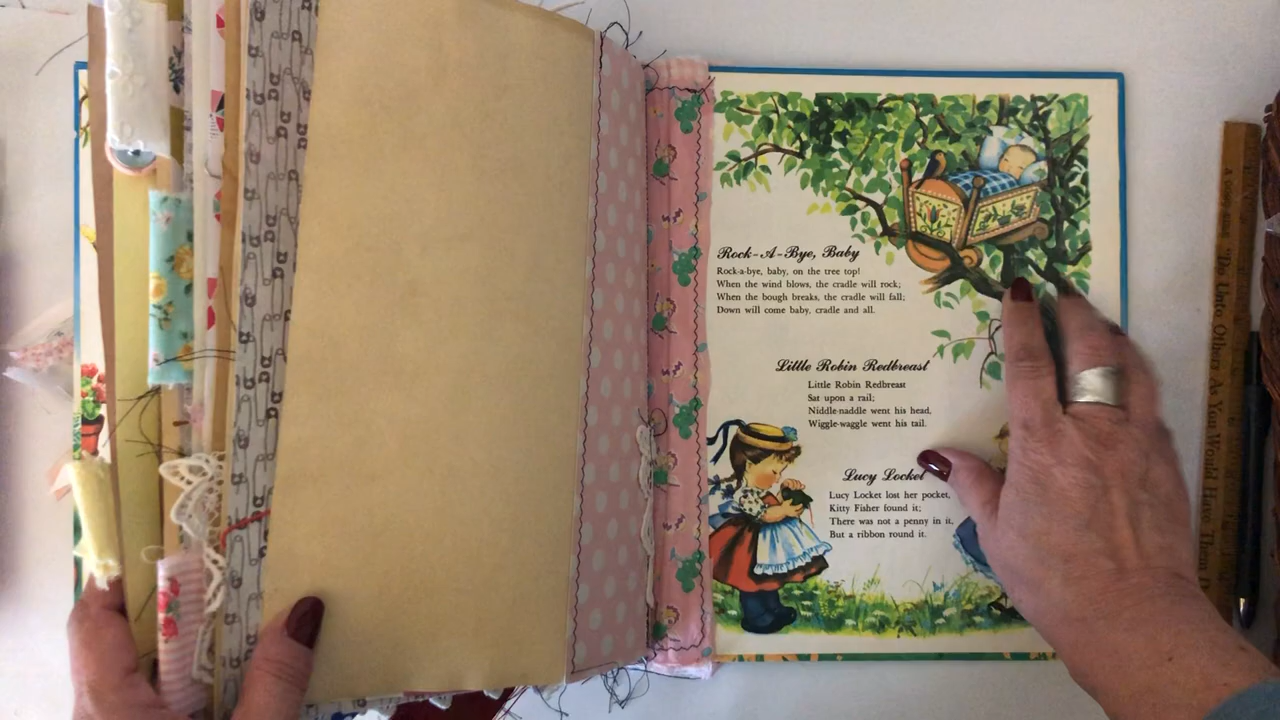 Rock-A-Bye, Baby
Rock-a-bye, baby, on the tree top!
When the wind blows, the cradle will rock;
When the bough breaks, the cradle will fall;
Down will come baby, cradle and all.
Little Robin Redbreast
Little Robin Redbreast
Sat upon a rail;
Niddle-naddle went his head,
Wiggle-waggle went his tail.
Lucy Locket
Lucy Locket lost her pocket,
Kitty Fisher found it;
There was not a penny in it,
But a ribbon round it.
"Do Unto Others As You Would Have Them D